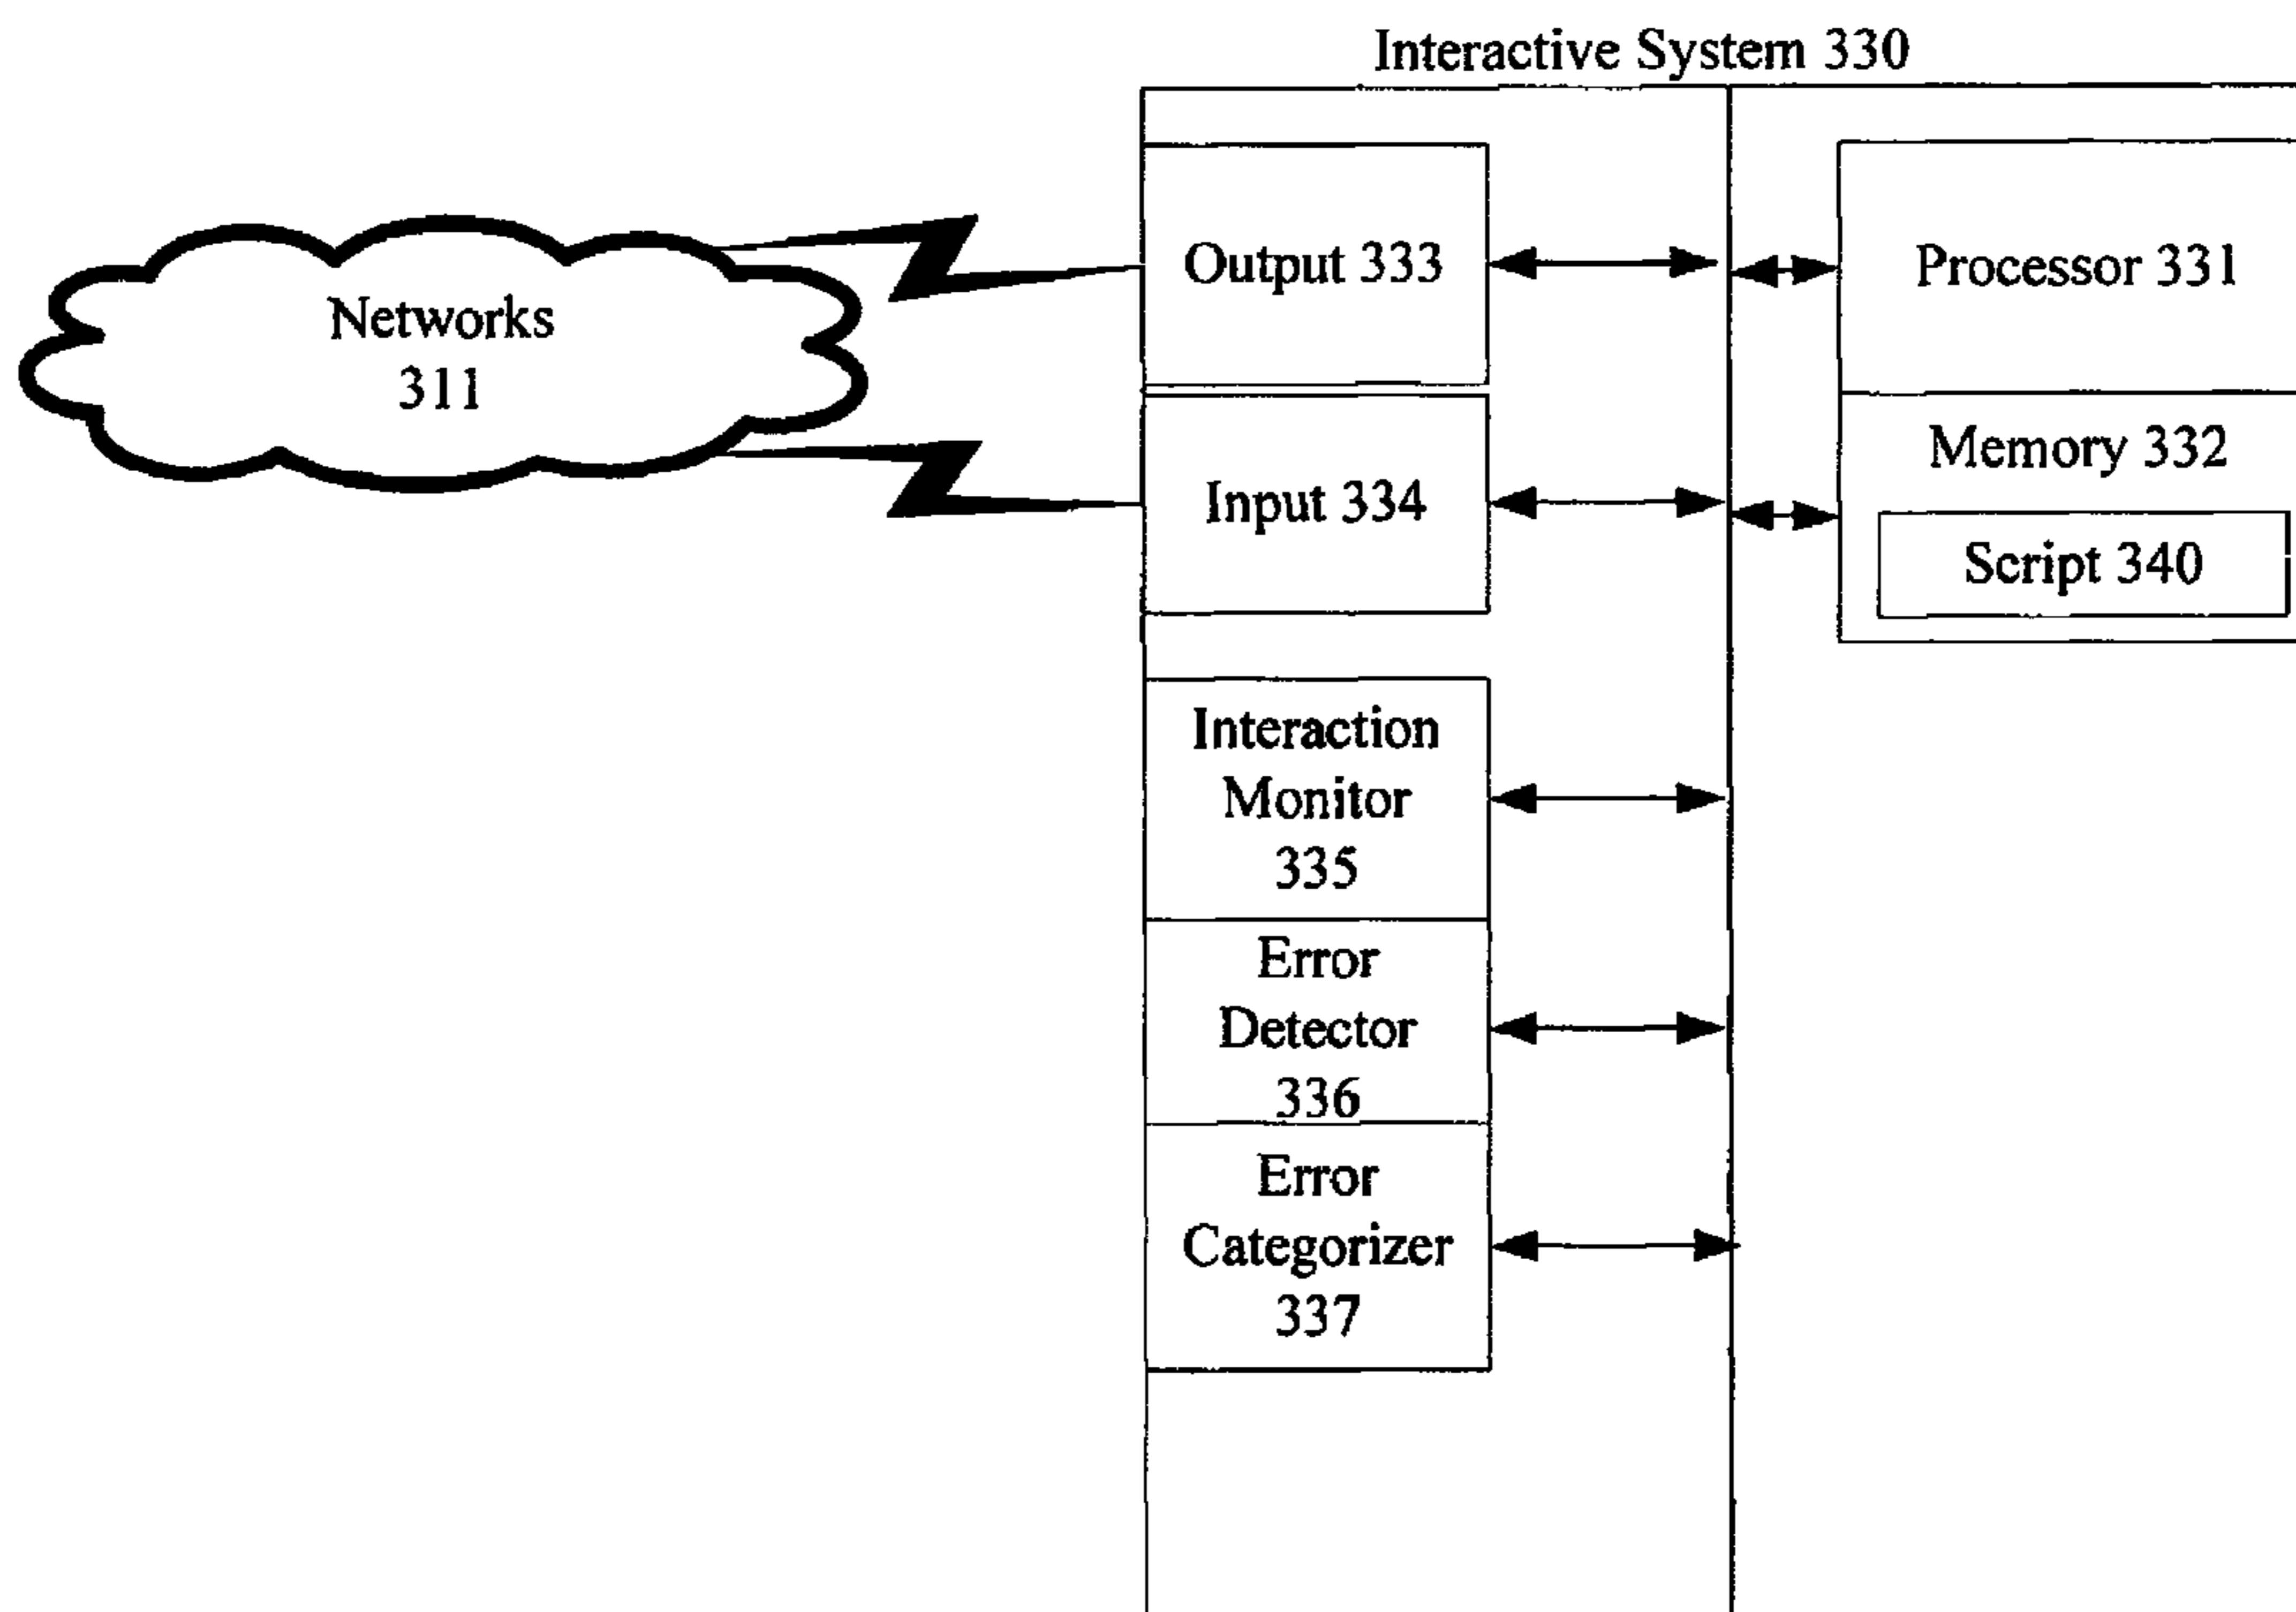 Interactive System 330
Networks
311
Output 333
Processor 331
Input 334
Memory 332
Script 340
Interaction
Monitor
335
Error
Detector
336
Error
Categorizer
337